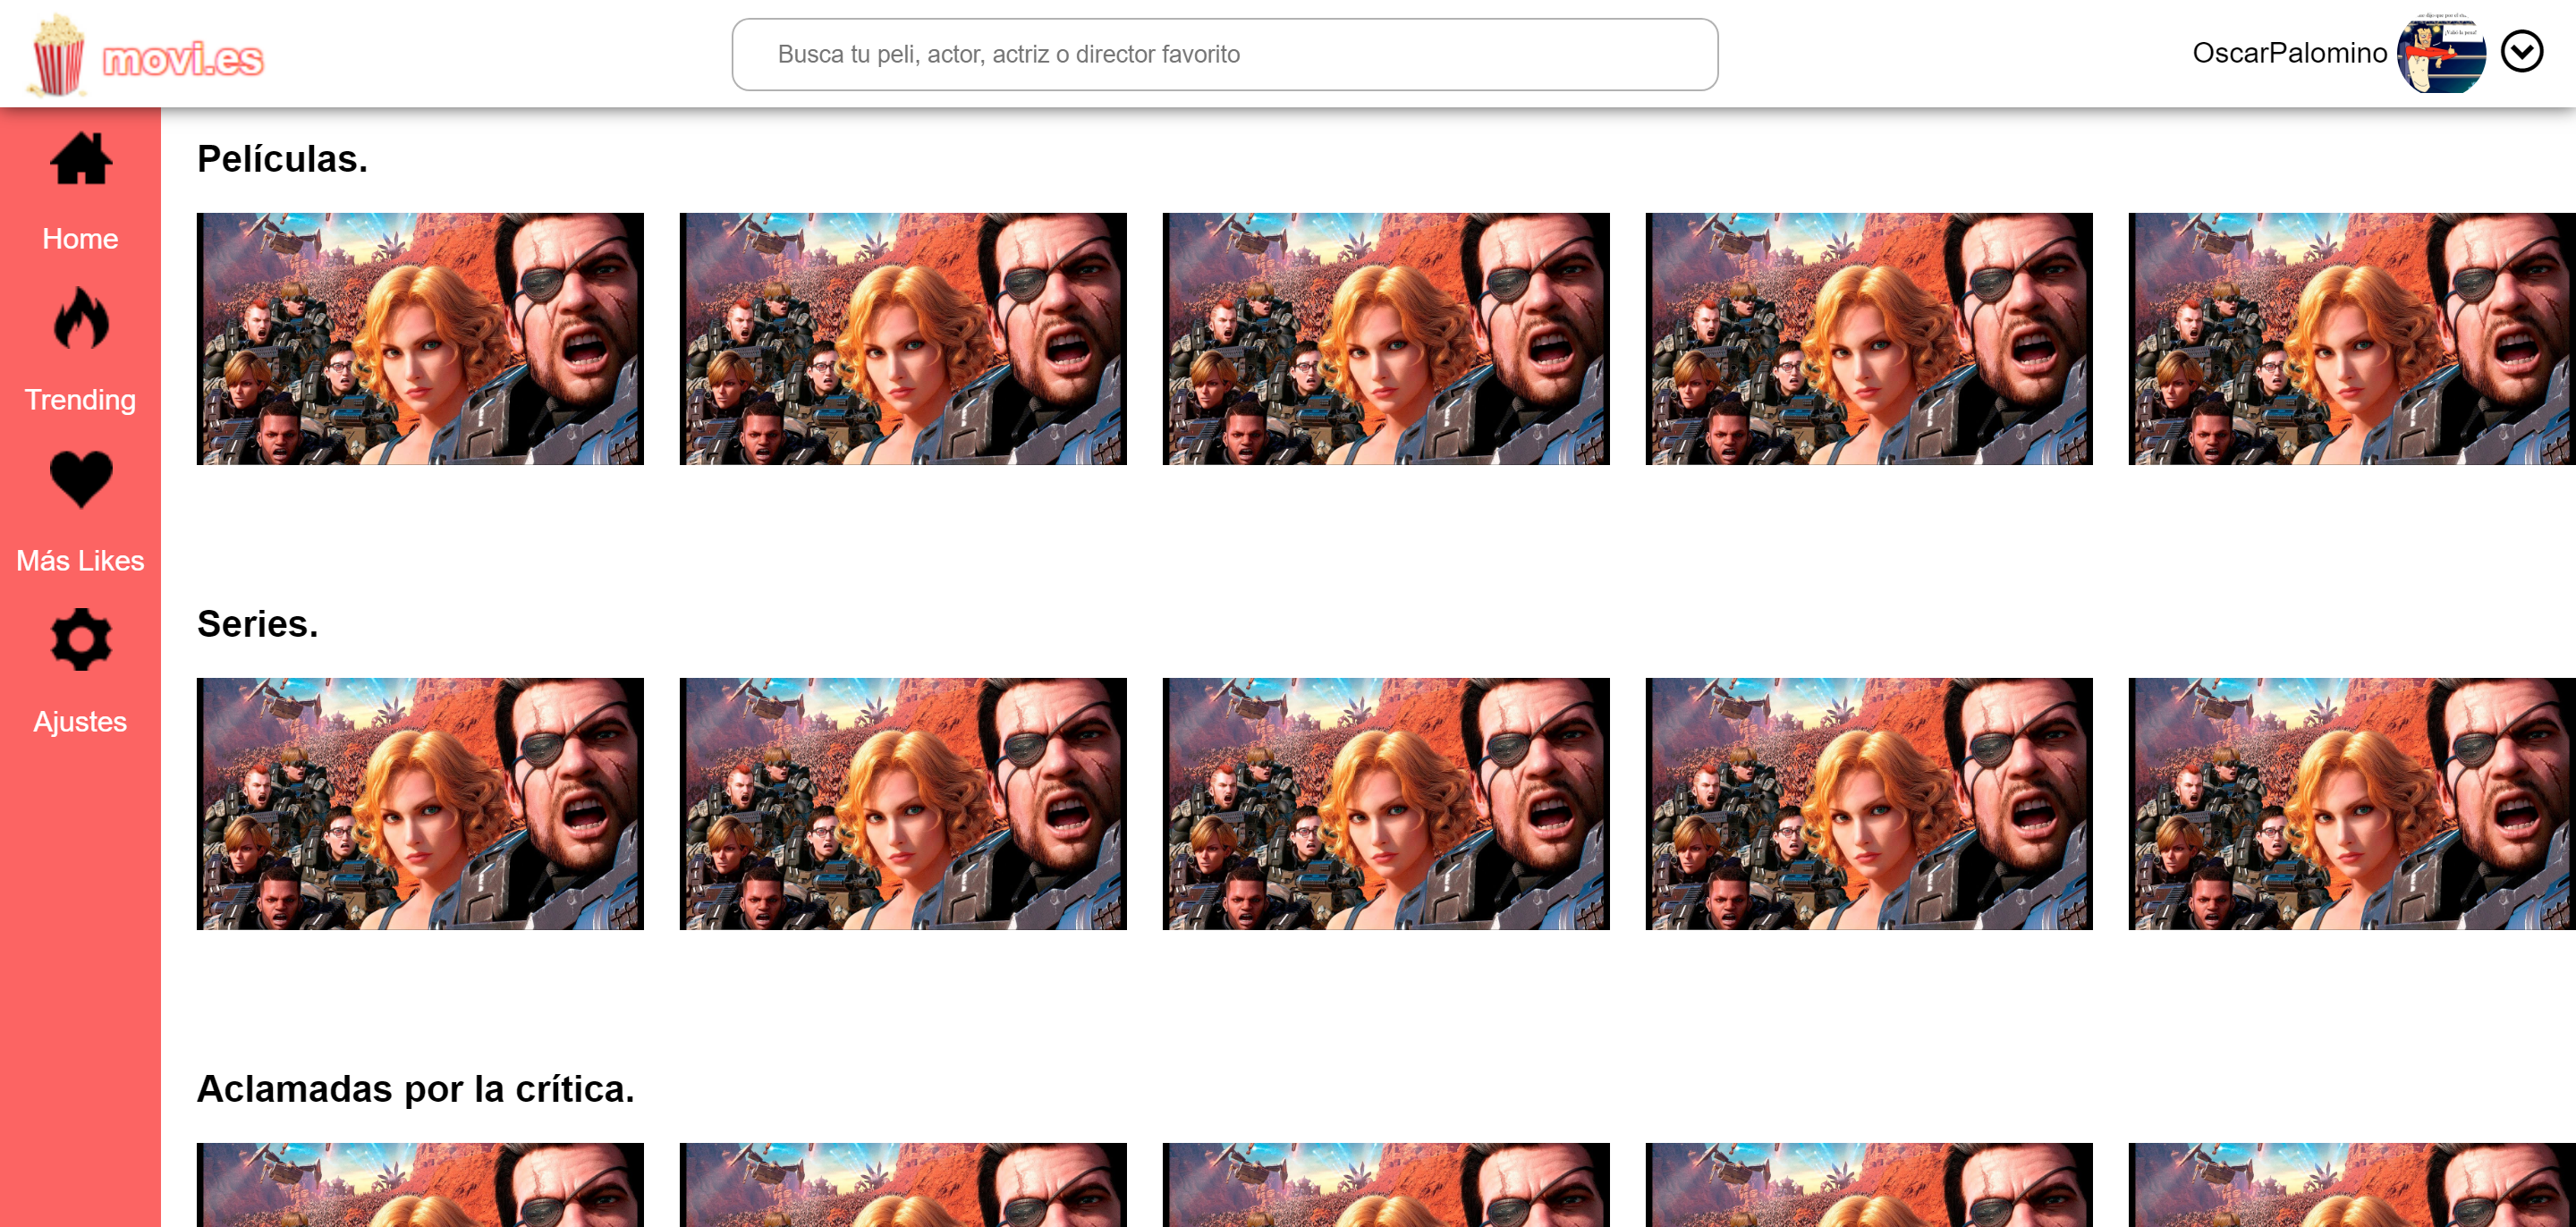 movi.es
Busca tu peli, actor, actriz o director favorito
OscarPalomino
Home
Trending
Más Likes
Ajustes
Películas.
Series.
Aclamadas por la crítica.